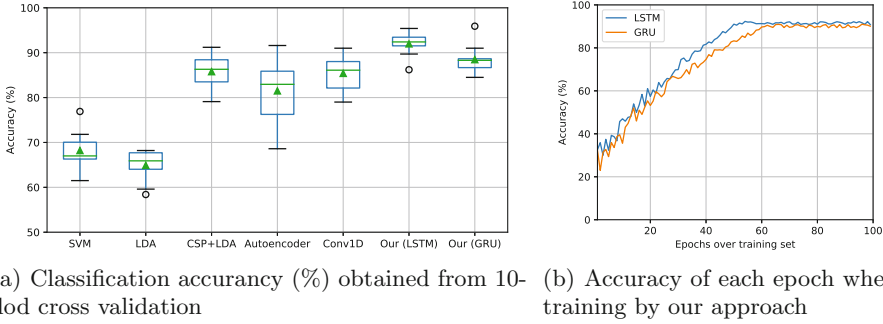 100
90
80
70
60
50
Accuracy (%)
SVM LDA CSP+LDA Autoencoder Conv1D Our (LSTM) Our (GRU)
100
80
60
40
20
0
Accuracy (%)
LSTM
GRU
20 40 60 80 100
Epochs over training set
a) Classification accurancy (%) obtained from 10-
lod cross validation
(b) Accuracy of each epoch whe
training by our approach